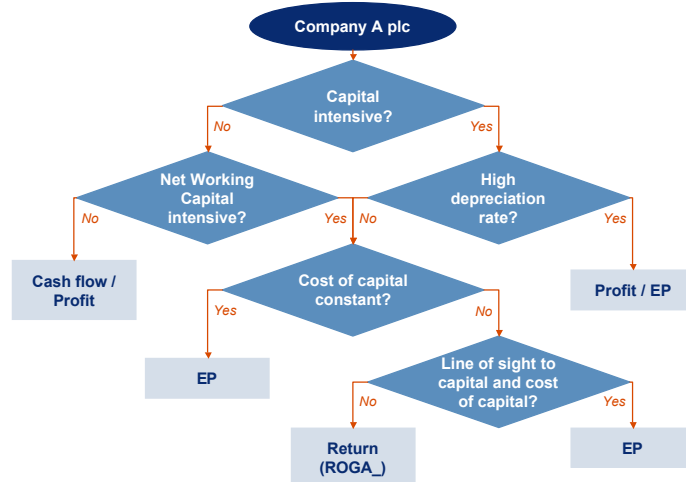 Company A plc
Capital
intensive?
No
Yes
Net Working
Capital
intensive?
High
depreciation
rate?
No
Yes
No
Yes
Cash flow /
Profit
Cost of capital
constant?
Profit / EP
Yes
No
EP
Line of sight to
capital and cost
of capital?
No
Yes
Return
(ROGA_)
EP